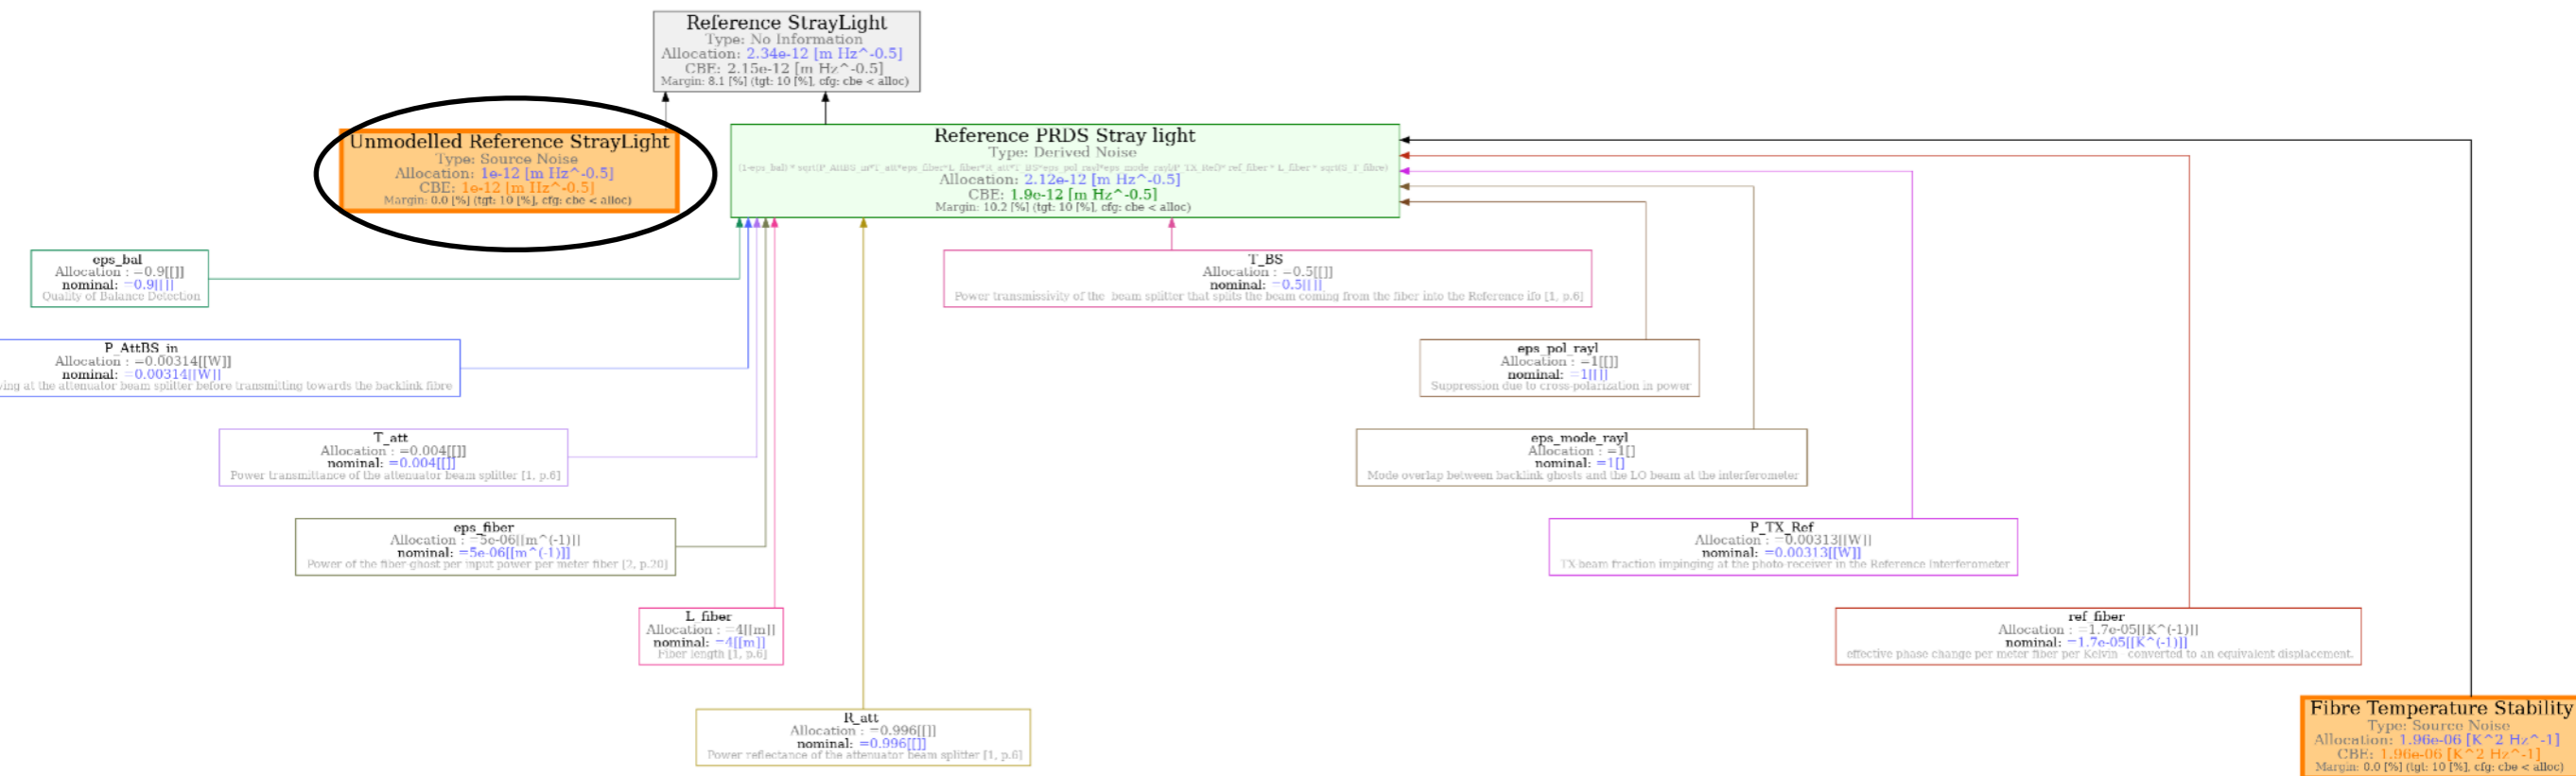 Reference StrayLight
Type: No Information
Allocation: 2.34e-12 [m Hz^-0.5]
CBE: 2.15e-12 [m Hz^-0.5]
Margin: 8.1 [%] (tgt: 10 [%], cfg: cbe < alloc)
Unmodelled Reference StrayLight
Type: Source Noise
Allocation: 1e-12 [m Hz^-0.5]
CBE: 1e-12 [m Hz^-0.5]
Margin: 0.0 [%] (tgt: 10 [%], cfg: cbe < alloc)
Reference PRDS Stray light
Type: Derived Noise
Allocation: 2.12e-12 [m Hz^-0.5]
CBE: 1.9e-12 [m Hz^-0.5]
Margin: 10.2 [%] (tgt: 10 [%], cfg: cbe < alloc)
eps_bal
Allocation : =0.9[[]]
nominal: =0.9[[]]
Quality of Balance Detection
T_BS
Allocation : =0.5[[]]
nominal: =0.5[[]]
Power transmissivity of the beam splitter that splits the beam coming from the fiber into the Reference ifo [1, p.6]
P_AttBS_in
Allocation : =0.00314[[W]]
nominal: =0.00314[[W]]
ving at the attenuator beam splitter before transmitting towards the backlink fibre
eps_pol_rayl
Allocation : =1[[]]
nominal: =1[[]]
Suppression due to cross-polarization in power
T_att
Allocation : =0.004[[]]
nominal: =0.004[[]]
Power transmittance of the attenuator beam splitter [1, p.6]
eps_mode_rayl
Allocation : =1[]
nominal: =1[]
Mode overlap between backlink ghosts and the LO beam at the interferometer
eps_fiber
Allocation : =5e-06[[m^(-1)]]
nominal: =5e-06[[m^(-1)]]
Power of the fiber ghost per input power per meter fiber [2, p.20]
P_TX_Ref
Allocation : =0.00313[[W]]
nominal: =0.00313[[W]]
TX-beam fraction impinging at the photo-receiver in the Reference Interferometer
L_fiber
Allocation : =4[[m]]
nominal: =4[[m]]
Fiber length [1, p.6]
ref_fiber
Allocation : =1.7e-05[[K^(-1)]]
nominal: =1.7e-05[[K^(-1)]]
effective phase change per meter fiber per Kelvin - converted to an equivalent displacement.
R_att
Allocation : =0.996[[]]
nominal: =0.996[[]]
Power reflectance of the attenuator beam splitter [1, p.6]
Fibre Temperature Stability
Type: Source Noise
Allocation: 1.96e-06 [K^2 Hz^-1]
CBE: 1.96e-06 [K^2 Hz^-1]
Margin: 0.0 [%] (tgt: 10 [%], cfg: cbe < alloc)